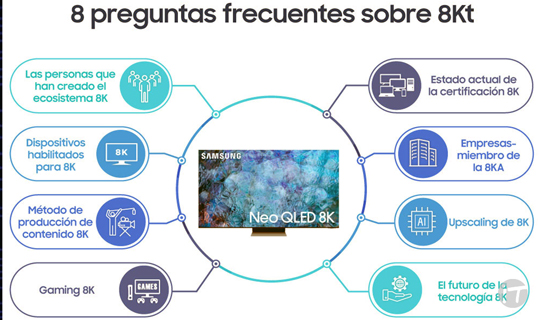 8 preguntas frecuentes sobre 8Kt
Las personas que
han creado el
ecosistema 8K
Dispositivos
habilitados
para 8K
8K
Método de
producción de
contenido 8K
Gaming 8K
GAMES
SAMSUNG
Neo QLED 8K
Estado actual de
la certificación 8K
Empresas-
miembro de
la 8KA
AI
Upscaling de 8K
El futuro de la
tecnología 8K